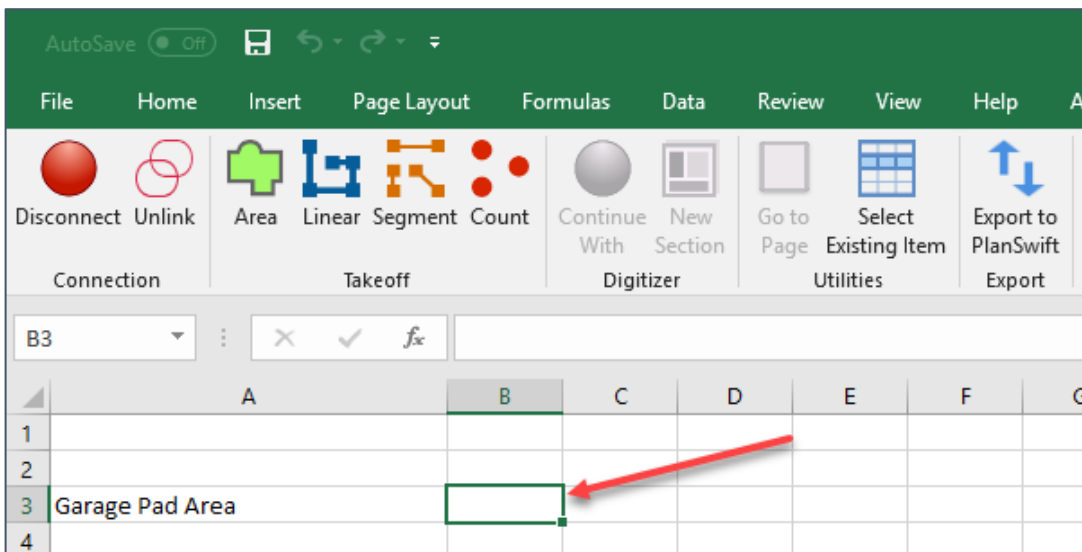 AutoSave Off
File Home Insert Page Layout Formulas Data Review View Help A
Disconnect Unlink Area Linear Segment Count Continue With New Section Go to Page Select Existing Item Export to PlanSwift
Connection Takeoff Digitizer Utilities Export
B3 fx
A B C D E F G
1
2
3 Garage Pad Area
4